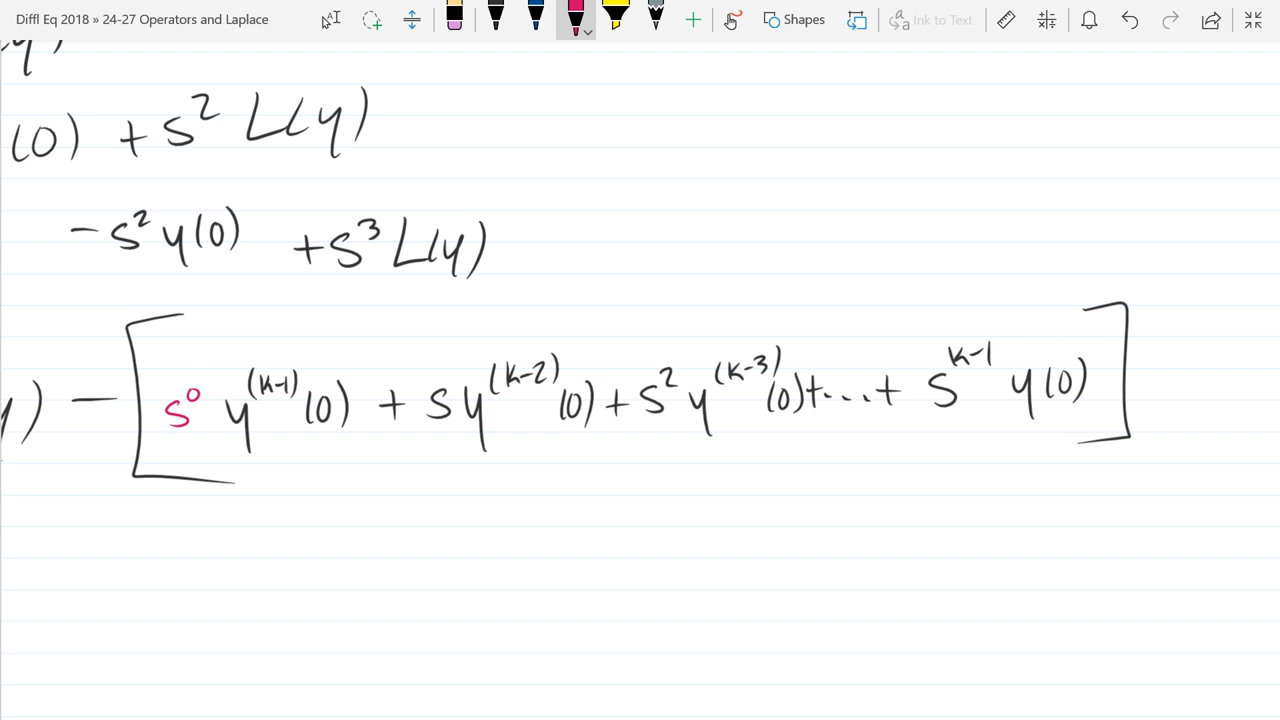 Diffl Eq 2018 » 24-27 Operators and Laplace Shapes Ink to Text
y)
(0) + s² L(y)
- s² y(0) + s³ L(y)
) - [ s⁰ y^(k-1)(0) + s y^(k-2)(0) + s² y^(k-3)(0) + ... + s^k-1 y(0) ]